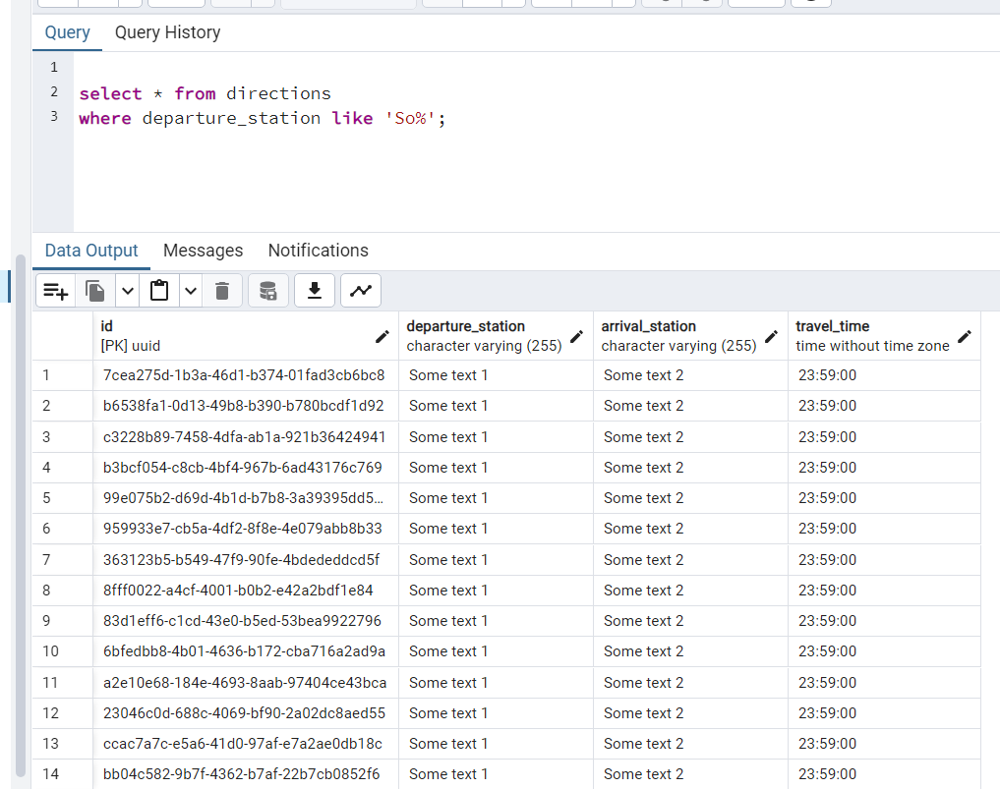 Query Query History
1
2 select * from directions
3 where departure_station like 'So%';
Data Output Messages Notifications
id departure_station arrival_station travel_time
[PK] uuid character varying (255) character varying (255) time without time zone
1 7cea275d-1b3a-46d1-b374-01fad3cb6bc8 Some text 1 Some text 2 23:59:00
2 b6538fa1-0d13-49b8-b390-b780bcdf1d92 Some text 1 Some text 2 23:59:00
3 c3228b89-7458-4dfa-ab1a-921b36424941 Some text 1 Some text 2 23:59:00
4 b3bcf054-c8cb-4bf4-967b-6ad43176c769 Some text 1 Some text 2 23:59:00
5 99e075b2-d69d-4b1d-b7b8-3a39395dd5... Some text 1 Some text 2 23:59:00
6 959933e7-cb5a-4df2-8f8e-4e079abb8b33 Some text 1 Some text 2 23:59:00
7 363123b5-b549-47f9-90fe-4bdededdcd5f Some text 1 Some text 2 23:59:00
8 8fff0022-a4cf-4001-b0b2-e42a2bdf1e84 Some text 1 Some text 2 23:59:00
9 83d1eff6-c1cd-43e0-b5ed-53bea9922796 Some text 1 Some text 2 23:59:00
10 6bfedbb8-4b01-4636-b172-cba716a2ad9a Some text 1 Some text 2 23:59:00
11 a2e10e68-184e-4693-8aab-97404ce43bca Some text 1 Some text 2 23:59:00
12 23046c0d-688c-4069-bf90-2a02dc8aed55 Some text 1 Some text 2 23:59:00
13 ccac7a7c-e5a6-41d0-97af-e7a2ae0db18c Some text 1 Some text 2 23:59:00
14 bb04c582-9b7f-4362-b7af-22b7cb0852f6 Some text 1 Some text 2 23:59:00